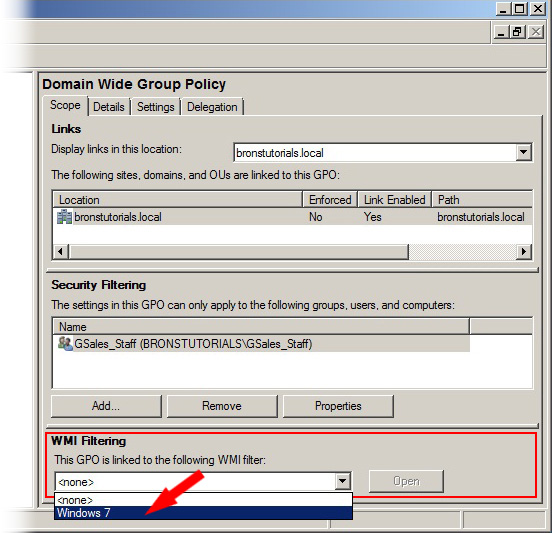 Domain Wide Group Policy
Scope Details Settings Delegation
Links
Display links in this location: bronstutorials.local
The following sites, domains, and OUs are linked to this GPO:
Location Enforced Link Enabled Path
bronstutorials.local No Yes bronstutorials.local
Security Filtering
The settings in this GPO can only apply to the following groups, users, and computers:
Name
GSales_Staff (BRONSTUTORIALS\GSales_Staff)
Add... Remove Properties
WMI Filtering
This GPO is linked to the following WMI filter:
<none> Open
<none>
Windows 7